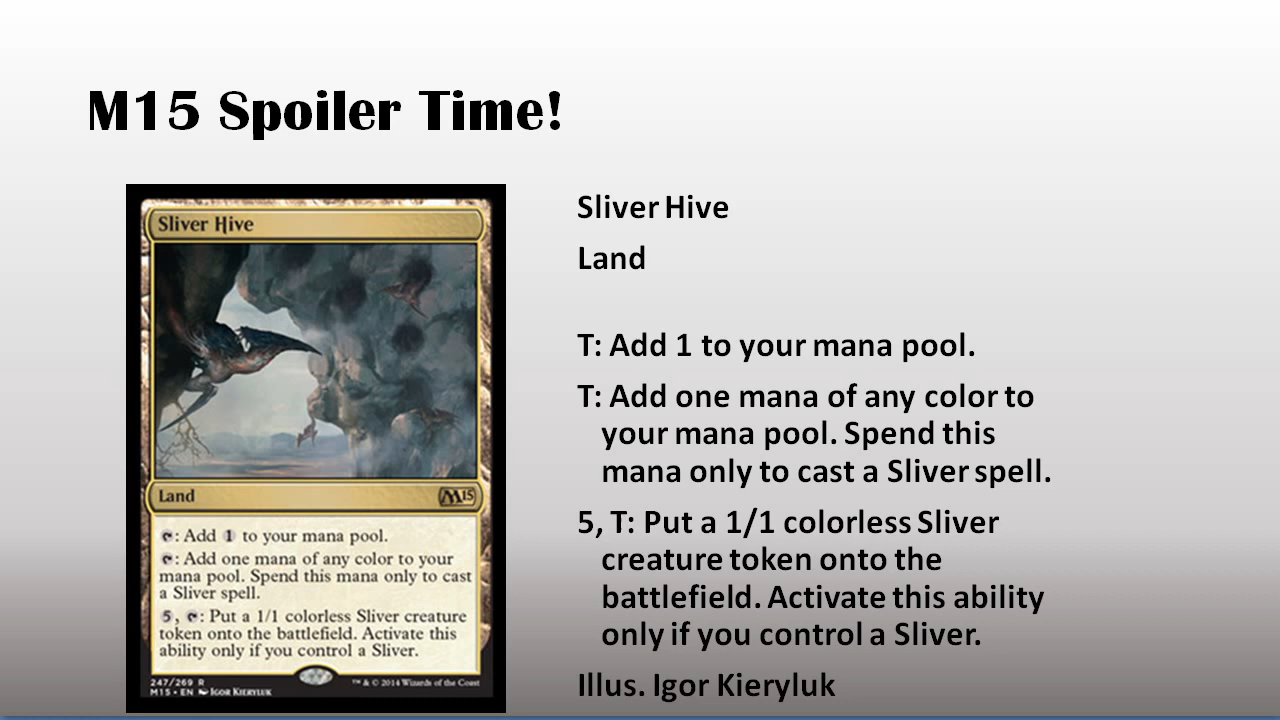 M15 Spoiler Time!
Sliver Hive
Land
M15
T: Add 1 to your mana pool.
T: Add one mana of any color to your
mana pool. Spend this mana only to cast
a Sliver spell.
5, T: Put a 1/1 colorless Sliver creature
token onto the battlefield. Activate this
ability only if you control a Sliver.
247/269 R
M15 • EN Igor Kieryluk
™ & © 2014 Wizards of the Coast
Sliver Hive
Land
T: Add 1 to your mana pool.
T: Add one mana of any color to
your mana pool. Spend this
mana only to cast a Sliver spell.
5, T: Put a 1/1 colorless Sliver
creature token onto the
battlefield. Activate this ability
only if you control a Sliver.
Illus. Igor Kieryluk